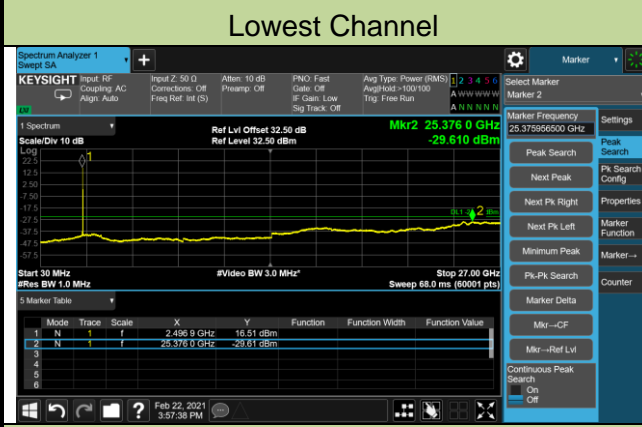 Lowest Channel
Spectrum Analyzer 1
Swept SA
+
Marker
KEYSIGHT
Input: RF
Coupling: AC
Align: Auto
Input Z: 50 Ω
Corrections: Off
Freq Ref: Int (S)
Atten: 10 dB
Preamp: Off
PNO: Fast
Gate: Off
IF Gain: Low
Sig Track: Off
Avg Type: Power (RMS)
Avg|Hold:>100/100
Trig: Free Run
1 2 3 4 5 6
A W W W W W
A N N N N N
Select Marker
Marker 2
Marker Frequency
25.375956500 GHz
Settings
Peak Search
Next Peak
Next Pk Right
Next Pk Left
Minimum Peak
Pk-Pk Search
Marker Delta
Mkr→CF
Mkr→Ref Lvl
Continuous Peak
Search
On
Off
Peak
Search
Pk Search
Config
Properties
Marker
Function
Marker→
Counter
1 Spectrum
Scale/Div 10 dB
Log
Ref Lvl Offset 32.50 dB
Ref Level 32.50 dBm
Mkr2 25.376 0 GHz
-29.610 dBm
22.5
12.5
2.50
-7.50
-17.5
-27.5
-37.5
-47.5
-57.5
1
2
Start 30 MHz
#Res BW 1.0 MHz
#Video BW 3.0 MHz*
Stop 27.00 GHz
Sweep 68.0 ms (60001 pts)
5 Marker Table
Mode Trace Scale X Y Function Function Width Function Value
1 N 1 f 2.496 9 GHz 16.51 dBm
2 N 1 f 25.376 0 GHz -29.61 dBm
3
4
5
6
?
Feb 22, 2021
3:57:38 PM